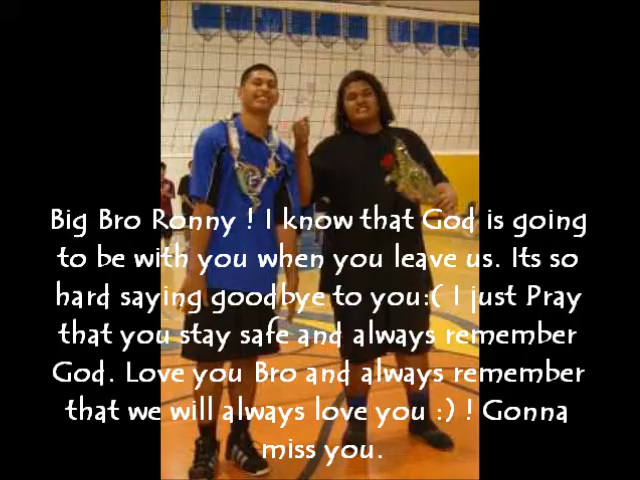 Big Bro Ronny ! I know that God is going
to be with you when you leave us. Its so
hard saying goodbye to you:( I just Pray
that you stay safe and always remember
God. Love you Bro and always remember
that we will always love you :) ! Gonna
miss you.